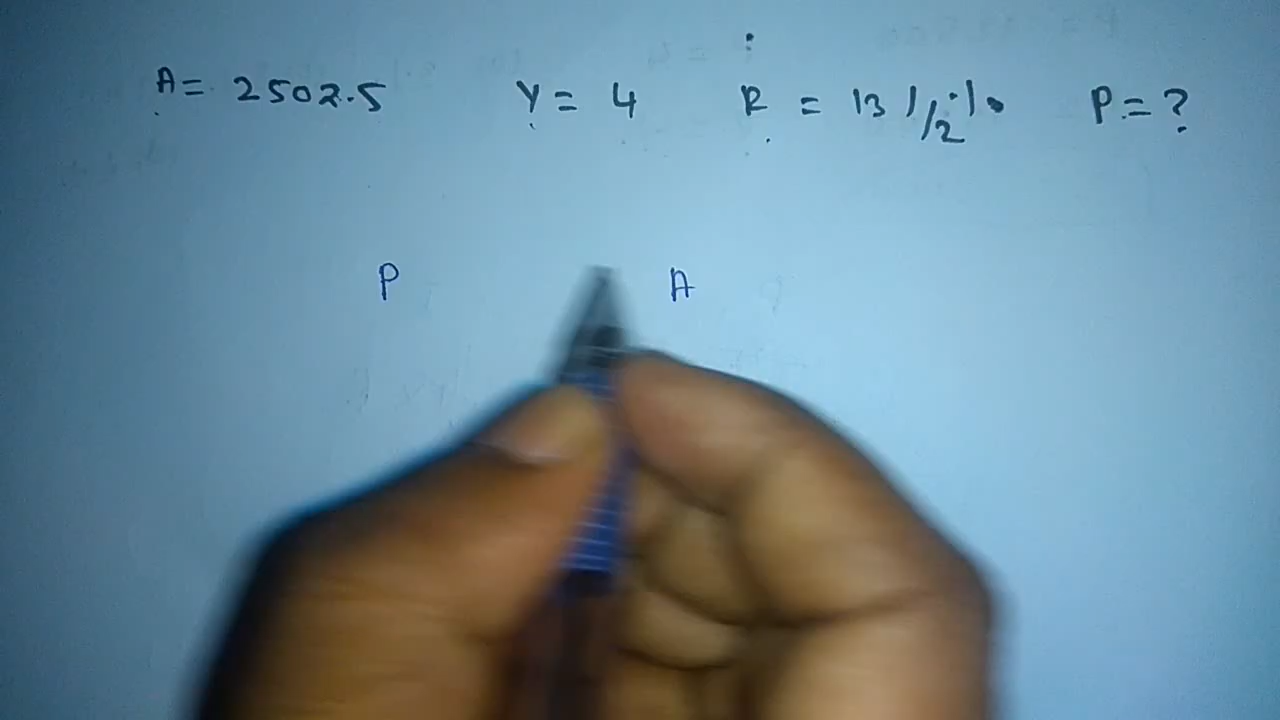 A = 2502.5 Y = 4 R = 13 1/2 % P = ?
P A